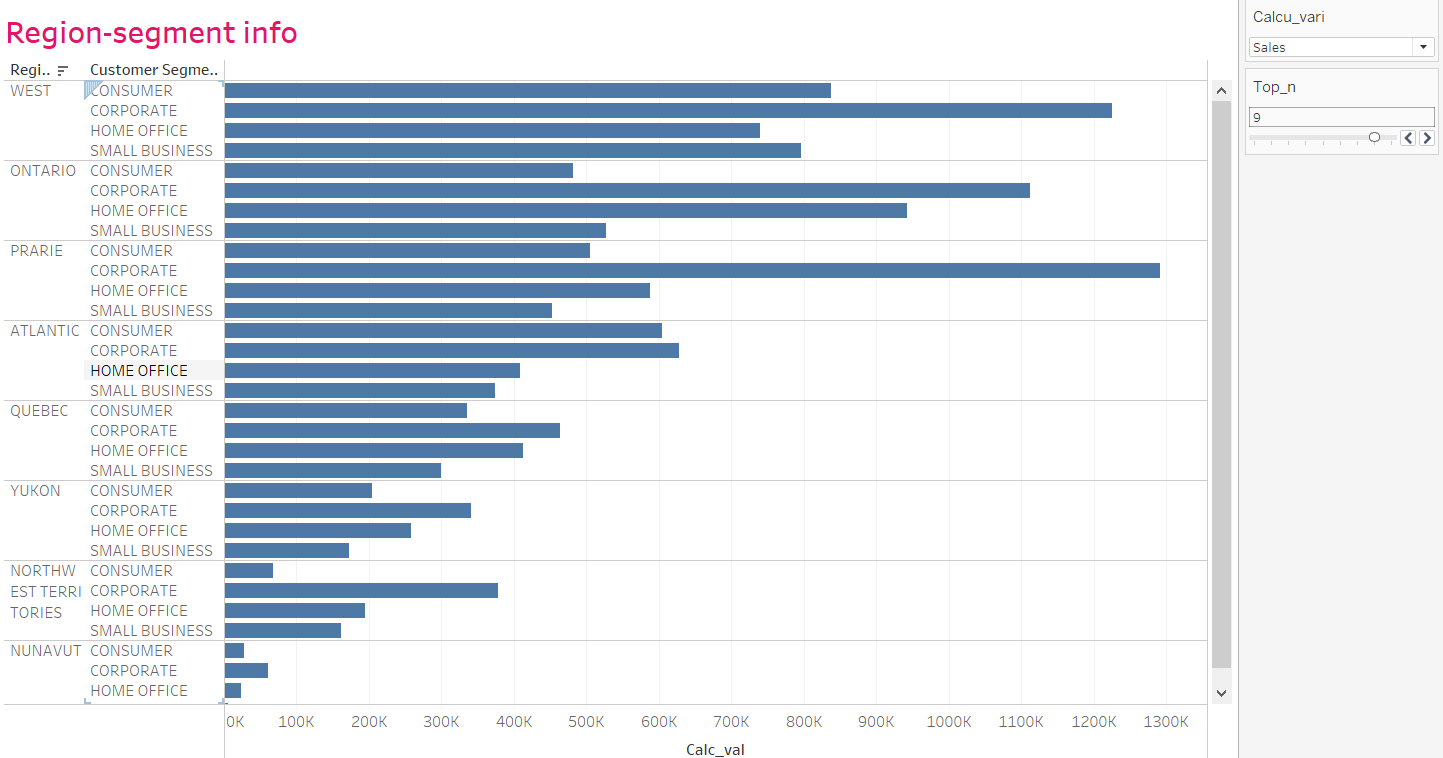 Region-segment info
Regi.. Customer Segme..
WEST CONSUMER
CORPORATE
HOME OFFICE
SMALL BUSINESS
ONTARIO CONSUMER
CORPORATE
HOME OFFICE
SMALL BUSINESS
PRARIE CONSUMER
CORPORATE
HOME OFFICE
SMALL BUSINESS
ATLANTIC CONSUMER
CORPORATE
HOME OFFICE
SMALL BUSINESS
QUEBEC CONSUMER
CORPORATE
HOME OFFICE
SMALL BUSINESS
YUKON CONSUMER
CORPORATE
HOME OFFICE
SMALL BUSINESS
NORTHW CONSUMER
EST TERRI CORPORATE
TORIES HOME OFFICE
SMALL BUSINESS
NUNAVUT CONSUMER
CORPORATE
HOME OFFICE
0K 100K 200K 300K 400K 500K 600K 700K 800K 900K 1000K 1100K 1200K 1300K
Calc_val
Calcu_vari
Sales
Top_n
9